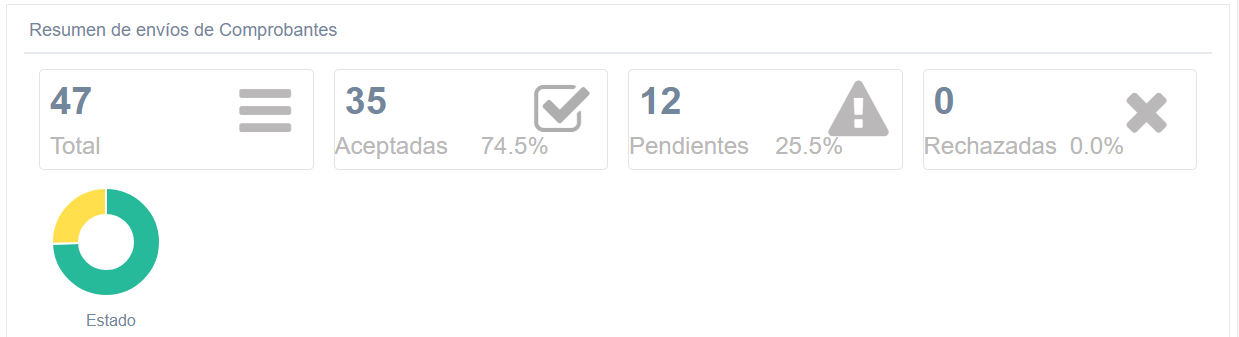 Resumen de envíos de Comprobantes
47
Total
35
Aceptadas 74.5%
12
Pendientes 25.5%
0
Rechazadas 0.0%
Estado